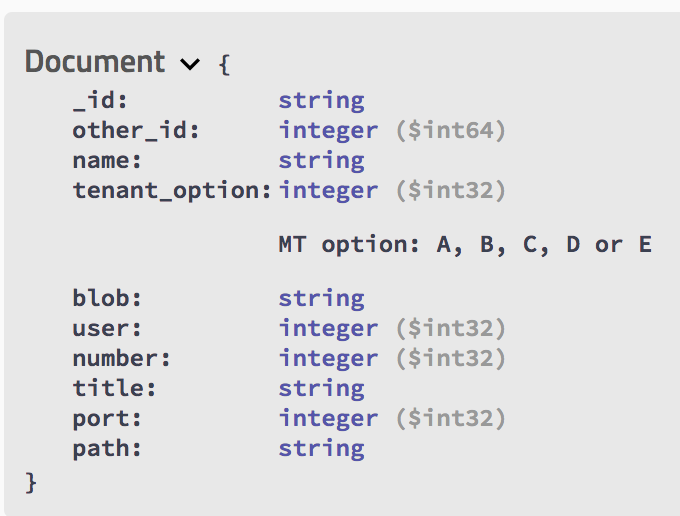 Document {
_id: string
other_id: integer ($int64)
name: string
tenant_option: integer ($int32)
MT option: A, B, C, D or E
blob: string
user: integer ($int32)
number: integer ($int32)
title: string
port: integer ($int32)
path: string
}